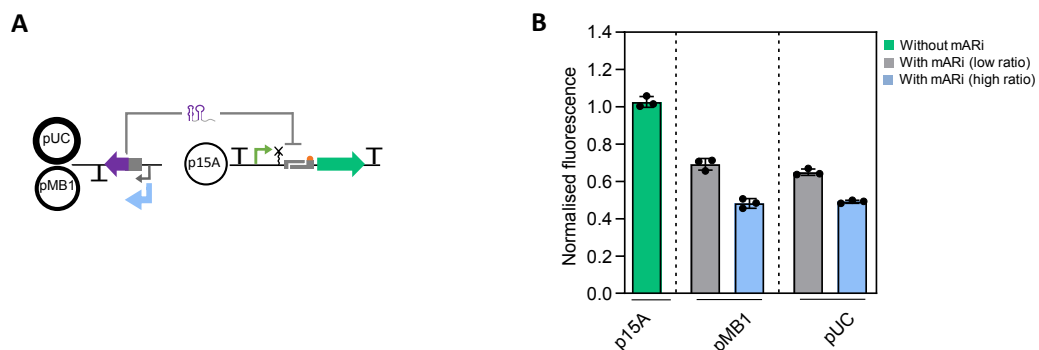 A
pUC
pMB1
p15A
B
Normalised fluorescence
1.4
1.2
1.0
0.8
0.6
0.4
0.2
0.0
p15A
pMB1
pUC
Without mARi
With mARi (low ratio)
With mARi (high ratio)